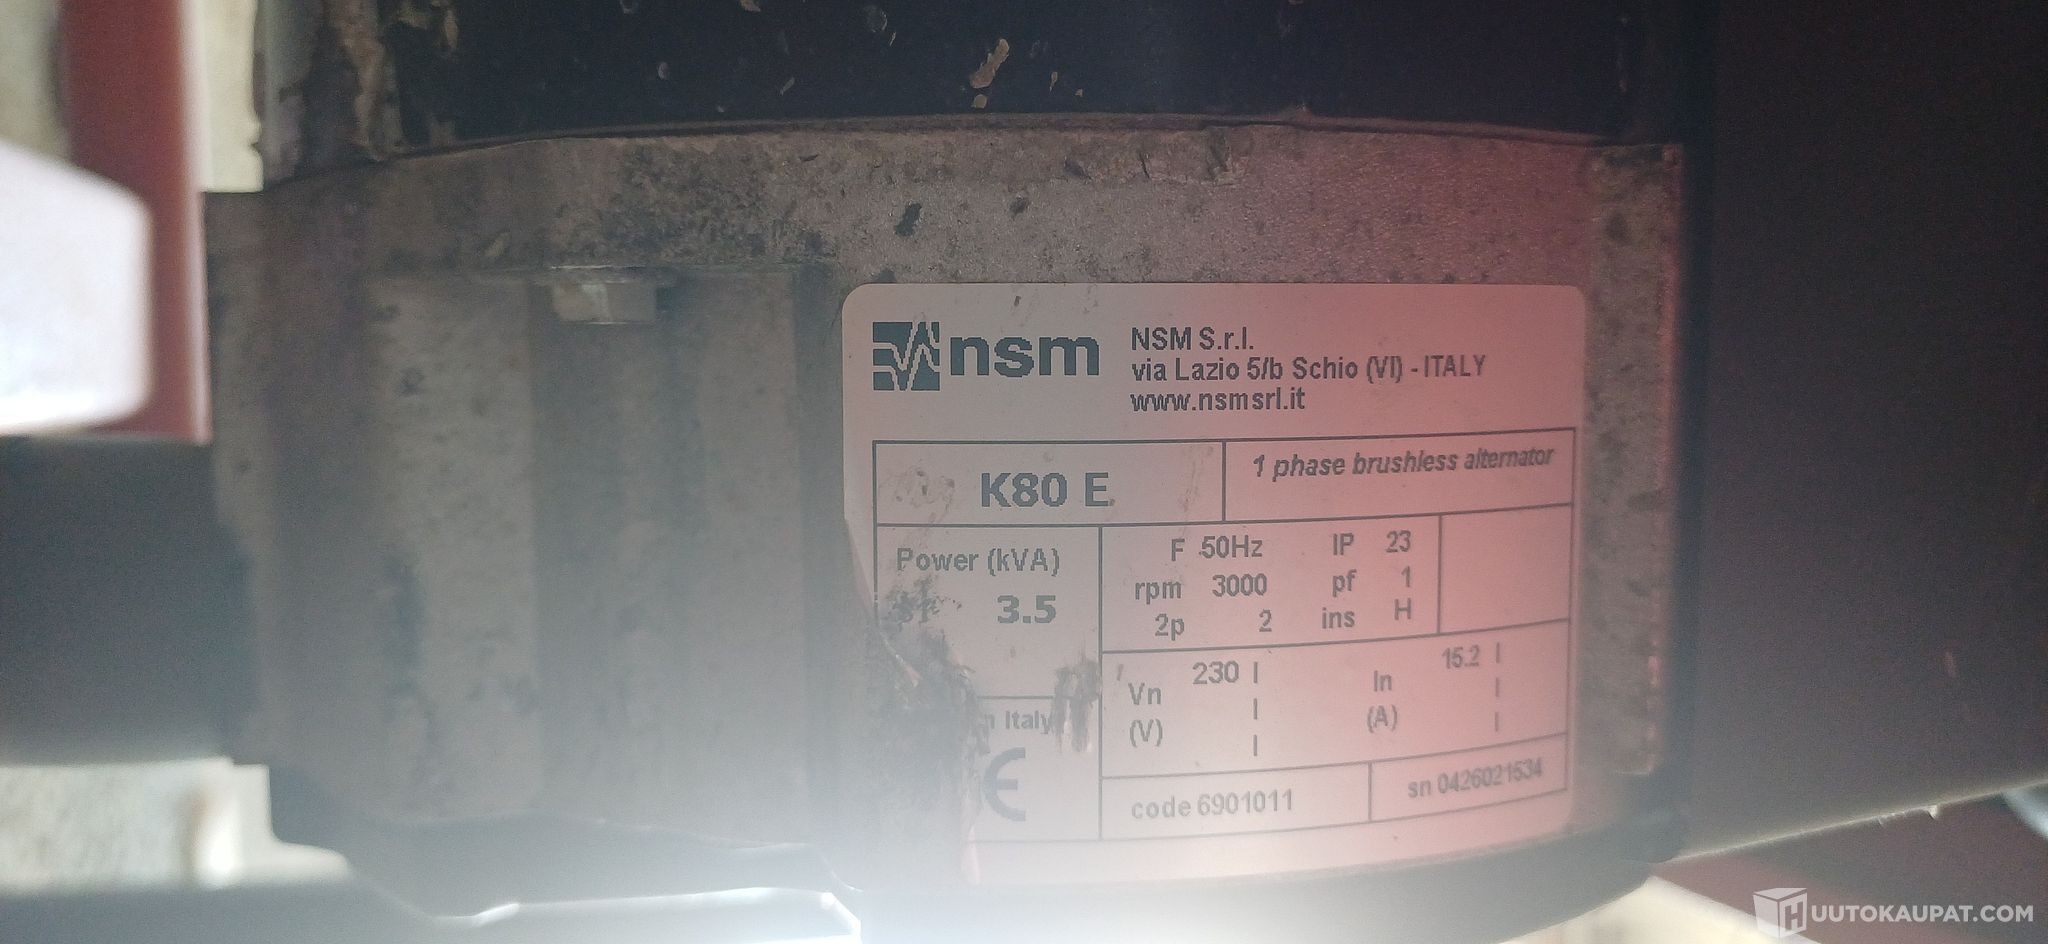 nsm
NSM S.r.l.
via Lazio 5/b Schio (VI) - ITALY
www.nsmsrl.it
K80 E
1 phase brushless alternator
Power (kVA)
3.5
F 50Hz IP 23
rpm 3000 pf 1
2p 2 ins H
Vn 230
(V)
In 15.2
(A)
Italy
CE
code 6901011
sn 0426021534
HUUTOKAUPAT.COM